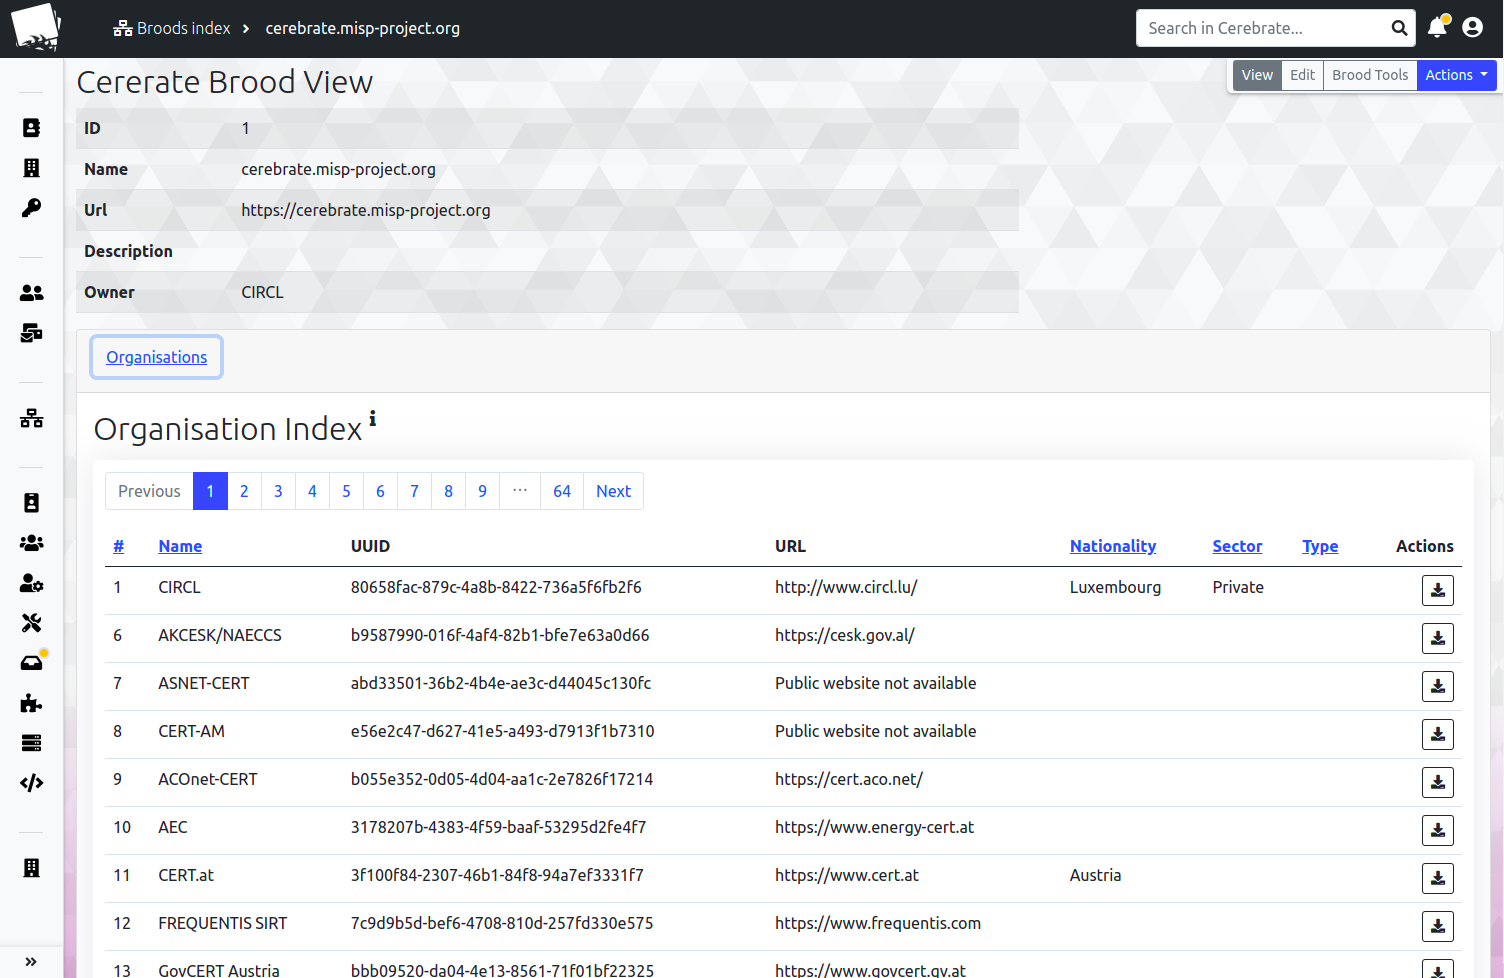 Broods index > cerebrate.misp-project.org
Search in Cerebrate...
Cererate Brood View
View Edit Brood Tools Actions
ID 1
Name cerebrate.misp-project.org
Url https://cerebrate.misp-project.org
Description
Owner CIRCL
Organisations
Organisation Index i
Previous 1 2 3 4 5 6 7 8 9 ... 64 Next
# Name UUID URL Nationality Sector Type Actions
1 CIRCL 80658fac-879c-4a8b-8422-736a5f6fb2f6 http://www.circl.lu/ Luxembourg Private
6 AKCESK/NAECCS b9587990-016f-4af4-82b1-bfe7e63a0d66 https://cesk.gov.al/
7 ASNET-CERT abd33501-36b2-4b4e-ae3c-d44045c130fc Public website not available
8 CERT-AM e56e2c47-d627-41e5-a493-d7913f1b7310 Public website not available
9 ACOnet-CERT b055e352-0d05-4d04-aa1c-2e7826f17214 https://cert.aco.net/
10 AEC 3178207b-4383-4f59-baaf-53295d2fe4f7 https://www.energy-cert.at
11 CERT.at 3f100f84-2307-46b1-84f8-94a7ef3331f7 https://www.cert.at Austria
12 FREQUENTIS SIRT 7c9d9b5d-bef6-4708-810d-257fd330e575 https://www.frequentis.com
13 GovCERT Austria bbb09520-da04-4e13-8561-71f01bf22325 https://www.govcert.gv.at